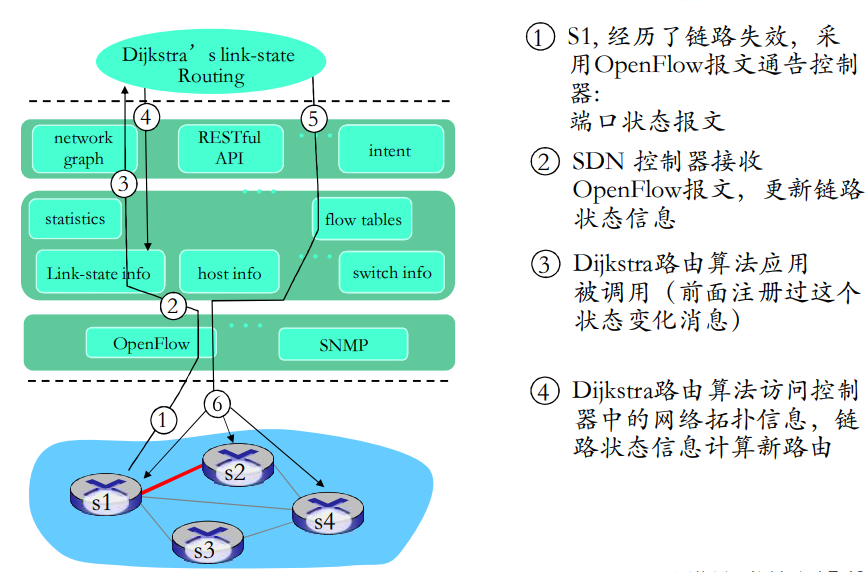 Dijkstra's link-state
Routing
④
⑤
network
graph
RESTful
API
intent
③
statistics
flow tables
Link-state info
host info
switch info
②
OpenFlow
SNMP
①
⑥
s1
s2
s3
s4
① S1, 经历了链路失效，采
用OpenFlow报文通告控制
器:
端口状态报文
② SDN 控制器接收
OpenFlow报文，更新链路
状态信息
③ Dijkstra路由算法应用
被调用（前面注册过这个
状态变化消息）
④ Dijkstra路由算法访问控制
器中的网络拓扑信息，链
路状态信息计算新路由